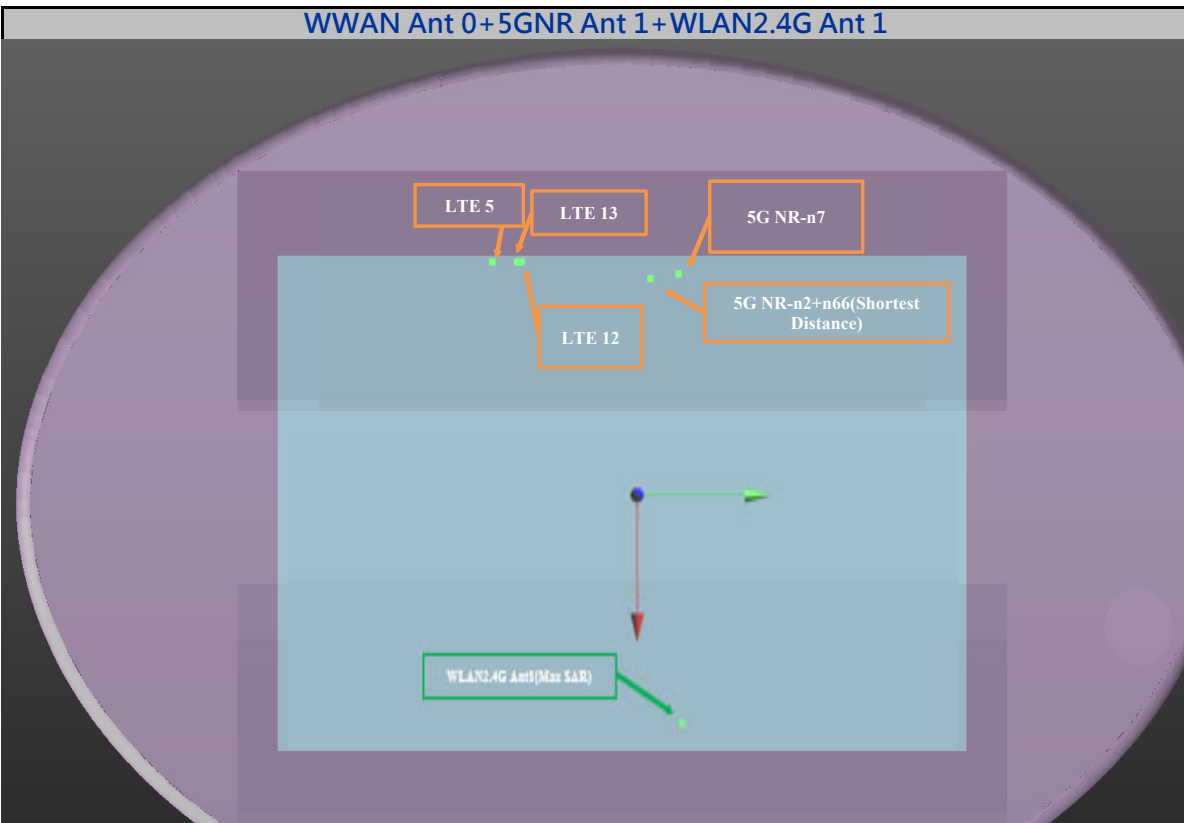 WWAN Ant 0+5GNR Ant 1+WLAN2.4G Ant 1
LTE 5
LTE 13
5G NR-n7
5G NR-n2+n66(Shortest
Distance)
LTE 12
WLAN2.4G Ant1(Max SAR)